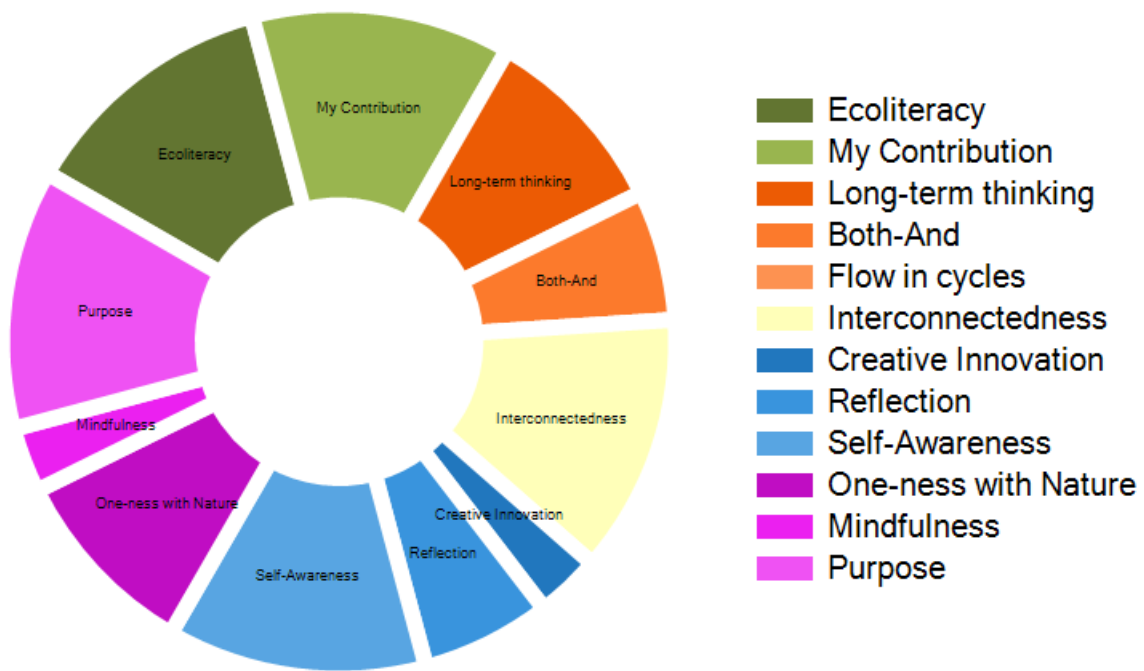 My Contribution
Ecoliteracy
Long-term thinking
Both-And
Purpose
Interconnectedness
Mindfulness
One-ness with Nature
Creative Innovation
Reflection
Self-Awareness
Ecoliteracy
My Contribution
Long-term thinking
Both-And
Flow in cycles
Interconnectedness
Creative Innovation
Reflection
Self-Awareness
One-ness with Nature
Mindfulness
Purpose